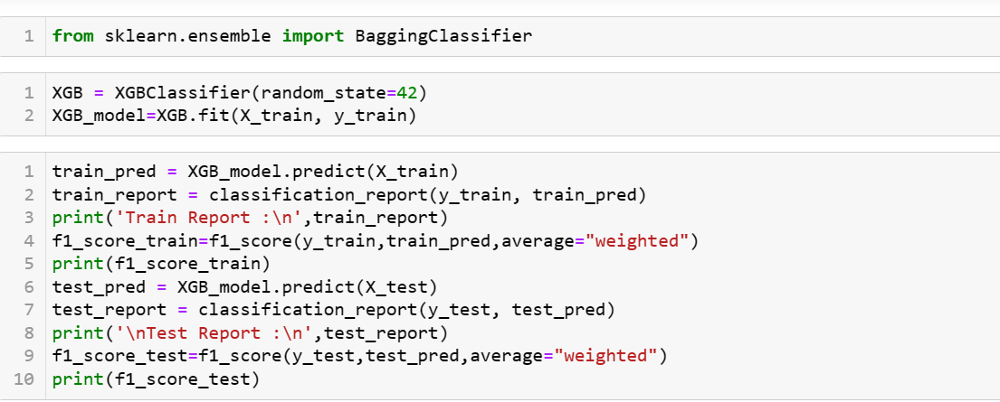 1 from sklearn.ensemble import BaggingClassifier
1 XGB = XGBClassifier(random_state=42)
2 XGB_model=XGB.fit(X_train, y_train)
1 train_pred = XGB_model.predict(X_train)
2 train_report = classification_report(y_train, train_pred)
3 print('Train Report :\n',train_report)
4 f1_score_train=f1_score(y_train,train_pred,average="weighted")
5 print(f1_score_train)
6 test_pred = XGB_model.predict(X_test)
7 test_report = classification_report(y_test, test_pred)
8 print('\nTest Report :\n',test_report)
9 f1_score_test=f1_score(y_test,test_pred,average="weighted")
10 print(f1_score_test)